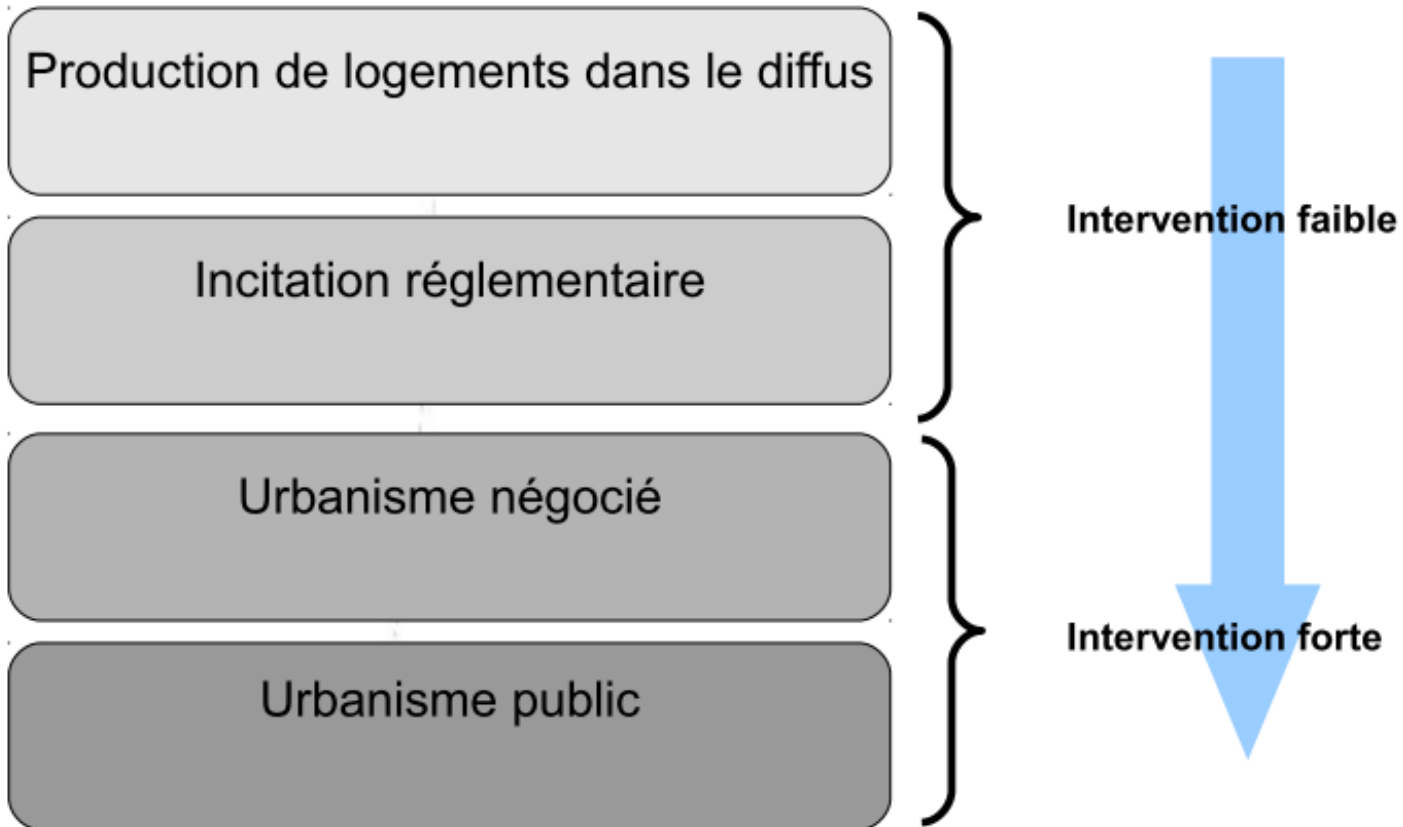 Production de logements dans le diffus
Incitation réglementaire
Intervention faible
Urbanisme négocié
Urbanisme public
Intervention forte